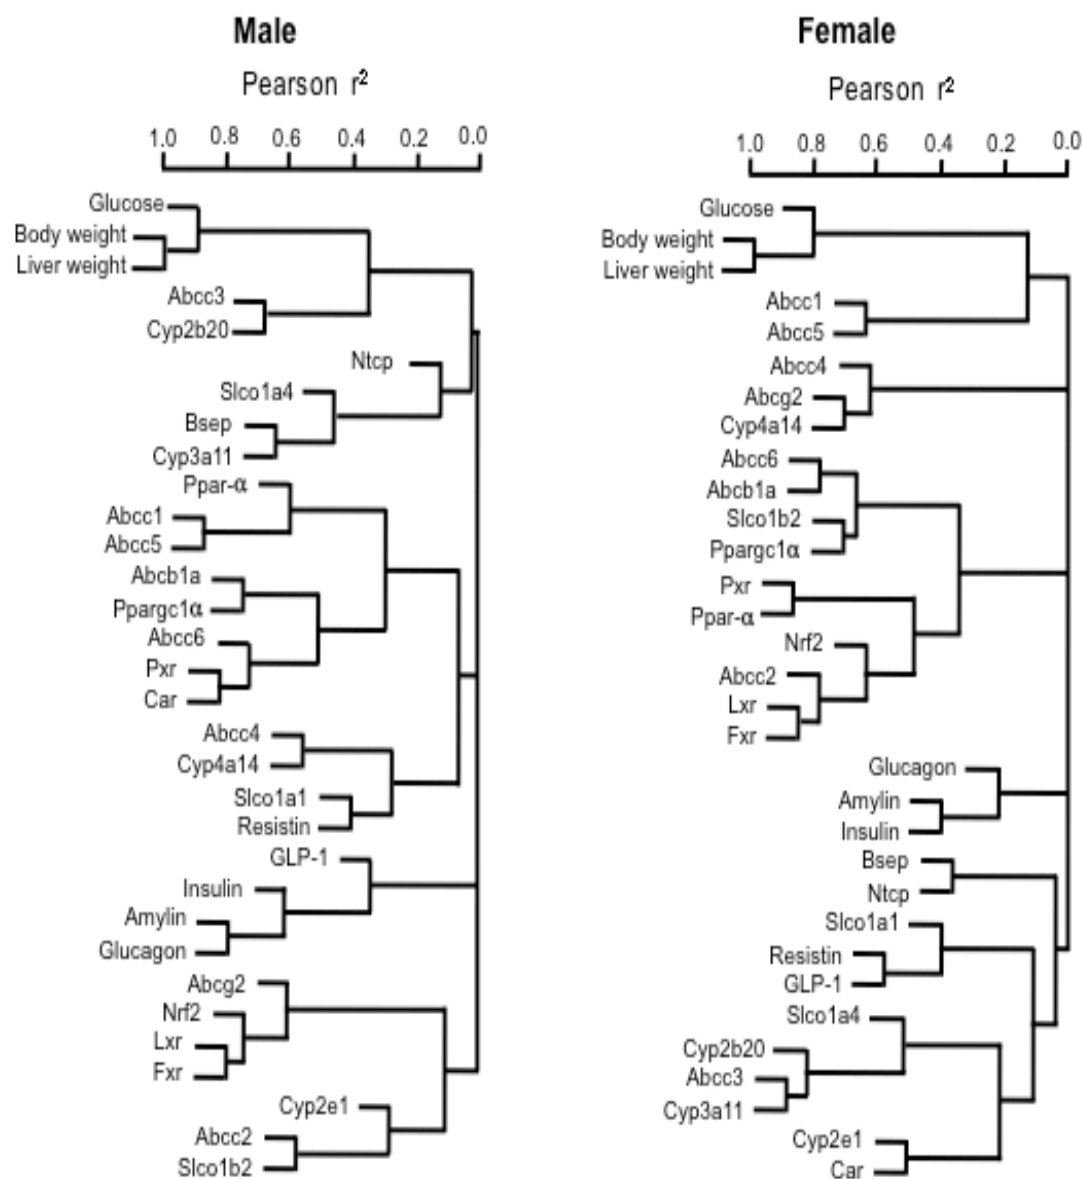 Male
Pearson r²
1.0 0.8 0.6 0.4 0.2 0.0
Glucose
Body weight
Liver weight
Abcc3
Cyp2b20
Ntcp
Slco1a4
Bsep
Cyp3a11
Ppar-α
Abcc1
Abcc5
Abcb1a
Ppargc1α
Abcc6
Pxr
Car
Abcc4
Cyp4a14
Slco1a1
Resistin
GLP-1
Insulin
Amylin
Glucagon
Abcg2
Nrf2
Lxr
Fxr
Cyp2e1
Abcc2
Slco1b2
Female
Pearson r²
1.0 0.8 0.6 0.4 0.2 0.0
Glucose
Body weight
Liver weight
Abcc1
Abcc5
Abcc4
Abcg2
Cyp4a14
Abcc6
Abcb1a
Slco1b2
Ppargc1α
Pxr
Ppar-α
Nrf2
Abcc2
Lxr
Fxr
Glucagon
Amylin
Insulin
Bsep
Ntcp
Slco1a1
Resistin
GLP-1
Slco1a4
Cyp2b20
Abcc3
Cyp3a11
Cyp2e1
Car